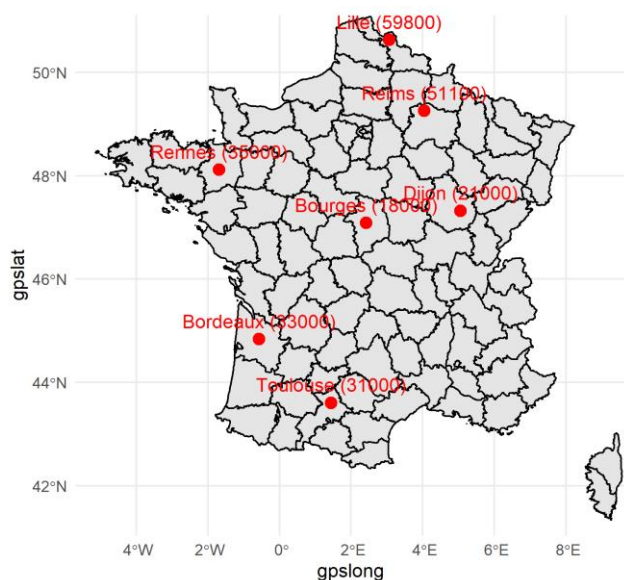 Lille (59800)
50°N
Reims (51100)
Rennes (35000)
48°N
Dijon (21000)
Bourges (18000)
gpslat
46°N
Bordeaux (33000)
44°N
Toulouse (31000)
42°N
4°W
2°W
0°
2°E
4°E
6°E
8°E
gpslong